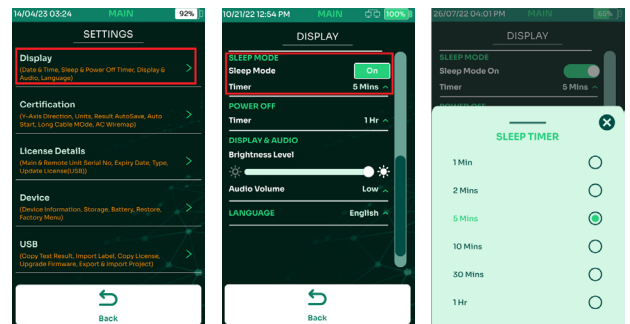 14/04/23 03:24 MAIN 92%
SETTINGS
Display
(Date & Time, Sleep & Power Off Timer, Display &
Audio, Language)
Certification
(Y-Axis Direction, Units, Result AutoSave, Auto
Start, Long Cable MOde, AC Wiremap)
License Details
(Main & Remote Unit Serial No, Expiry Date, Type,
Update License(USB))
Device
(Device Information, Storage, Battery, Restore,
Factory Menu)
USB
(Copy Test Result, Import Label, Copy License,
Upgrade Firmware, Export & Import Project)
Back
10/21/22 12:54 PM MAIN 100%
DISPLAY
SLEEP MODE
Sleep Mode On
Timer 5 Mins
POWER OFF
Timer 1 Hr
DISPLAY & AUDIO
Brightness Level
Audio Volume Low
LANGUAGE English
Back
26/07/22 04:01 PM MAIN 65%
DISPLAY
SLEEP MODE
Sleep Mode On
Timer 5 Mins
POWER OFF
SLEEP TIMER
1 Min
2 Mins
5 Mins
10 Mins
30 Mins
1 Hr